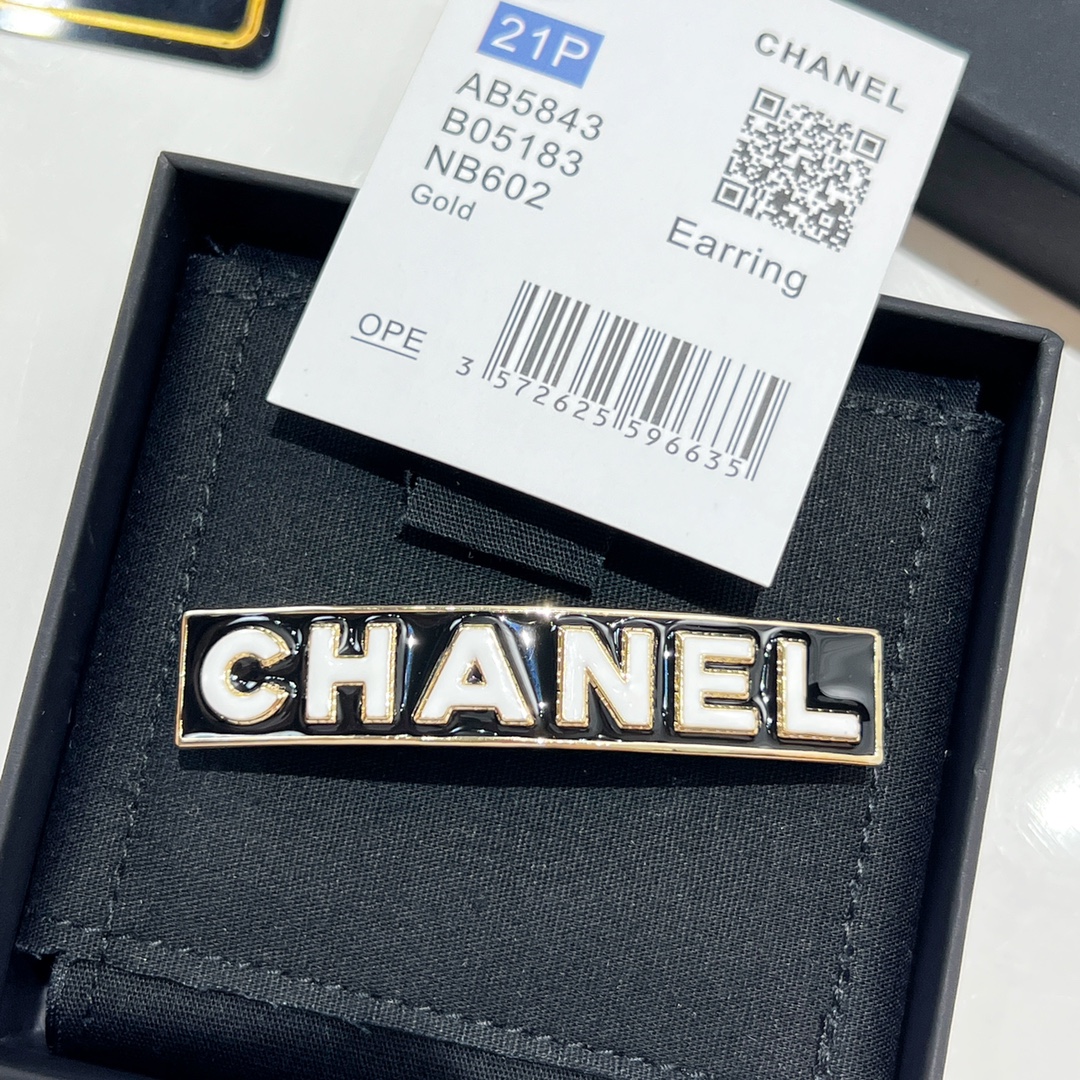 21P
CHANEL
AB5843
B05183
NB602
Gold
Earring
OPE
3 572625 596635
CHANEL